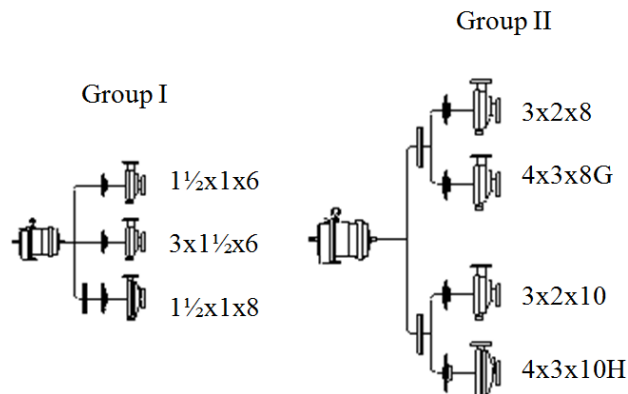 Group I
1½x1x6
3x1½x6
1½x1x8
Group II
3x2x8
4x3x8G
3x2x10
4x3x10H